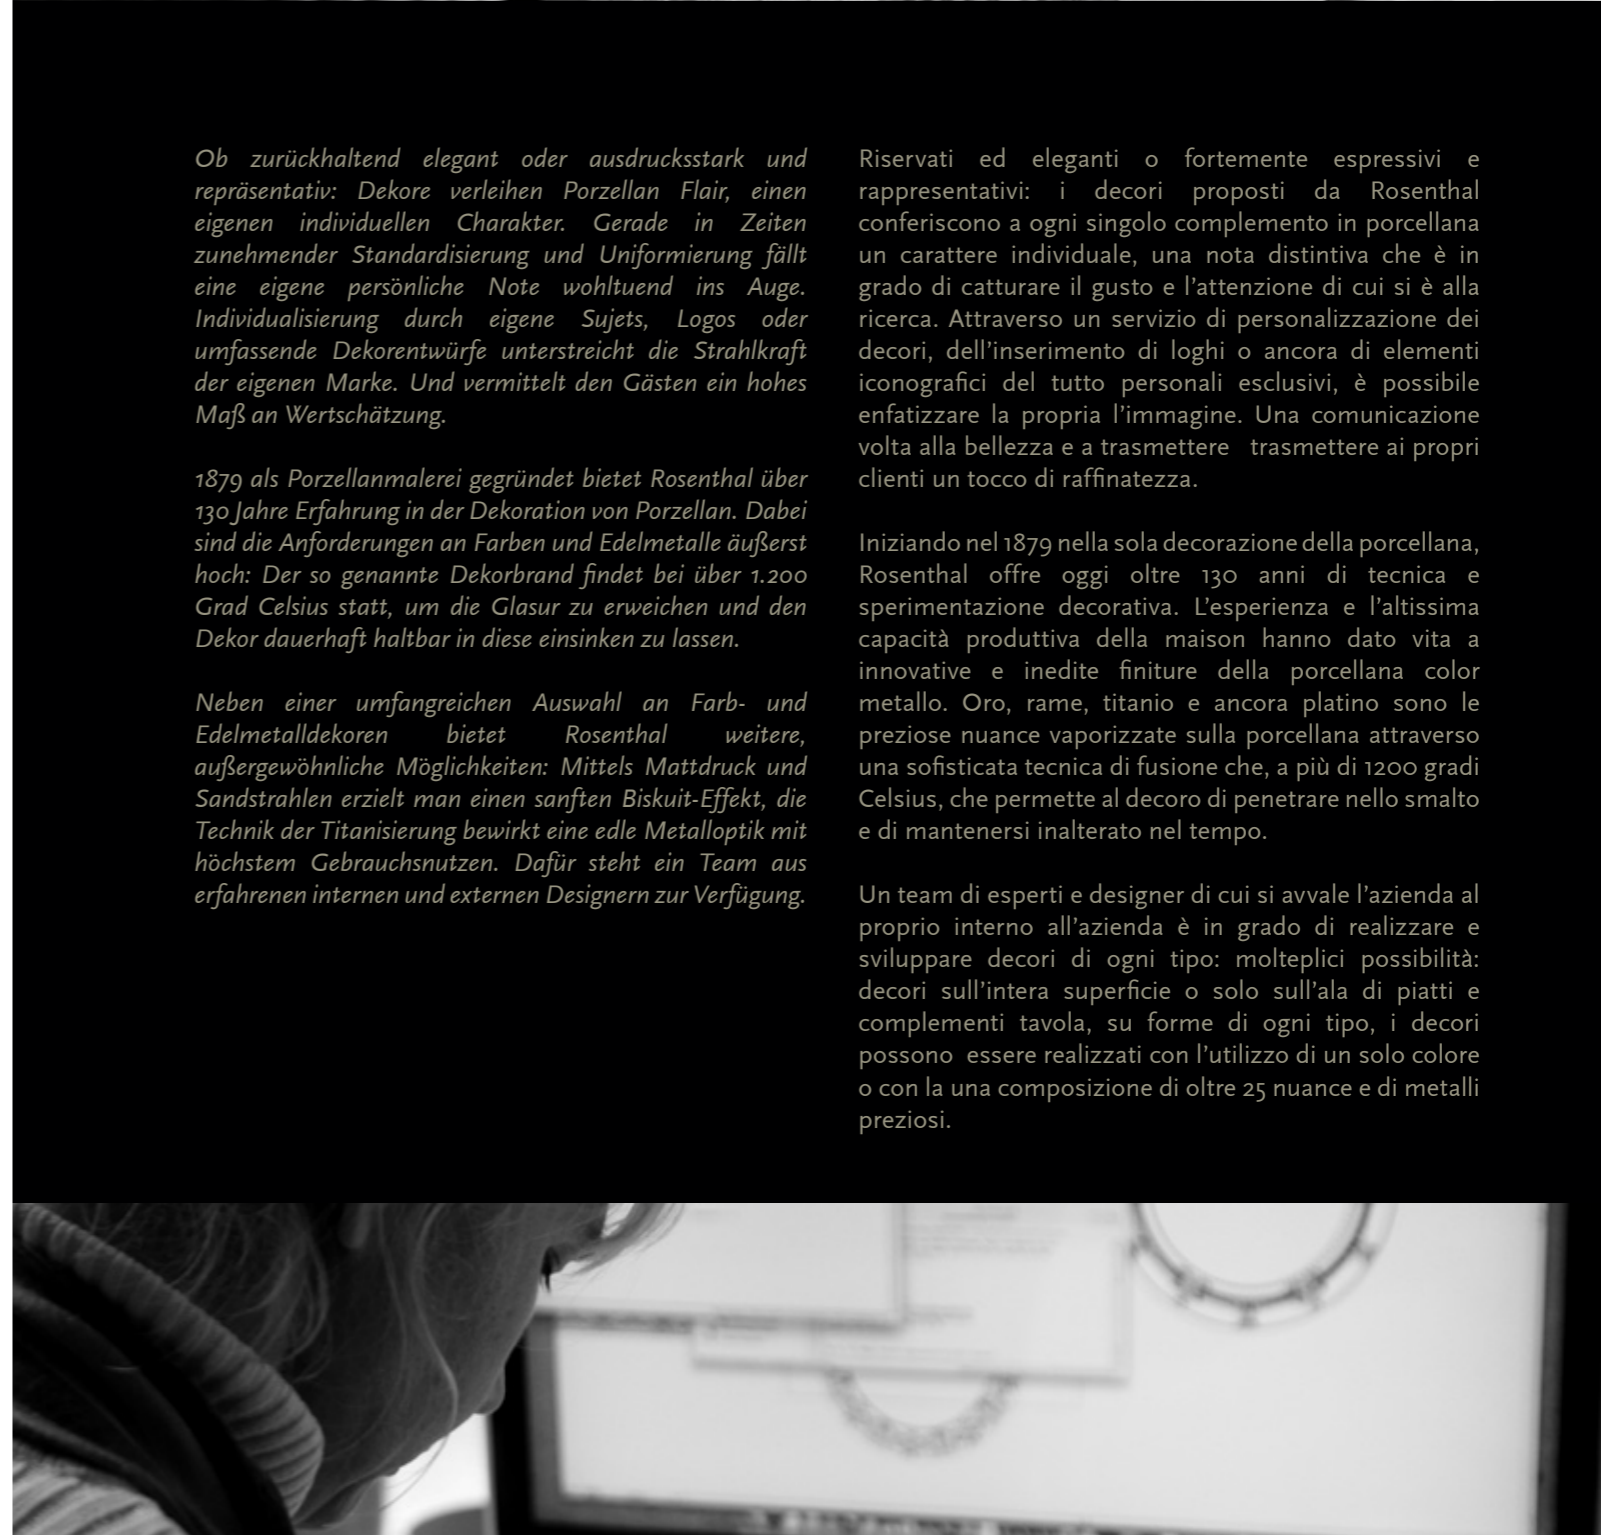 Ob zurückhaltend elegant oder ausdrucksstark und
repräsentativ: Dekore verleihen Porzellan Flair, einen
eigenen individuellen Charakter. Gerade in Zeiten
zunehmender Standardisierung und Uniformierung fällt
eine eigene persönliche Note wohltuend ins Auge.
Individualisierung durch eigene Sujets, Logos oder
umfassende Dekorentwürfe unterstreicht die Strahlkraft
der eigenen Marke. Und vermittelt den Gästen ein hohes
Maß an Wertschätzung.
1879 als Porzellanmalerei gegründet bietet Rosenthal über
130 Jahre Erfahrung in der Dekoration von Porzellan. Dabei
sind die Anforderungen an Farben und Edelmetalle äußerst
hoch: Der so genannte Dekorbrand findet bei über 1.200
Grad Celsius statt, um die Glasur zu erweichen und den
Dekor dauerhaft haltbar in diese einsinken zu lassen.
Neben einer umfangreichen Auswahl an Farb- und
Edelmetalldekoren bietet Rosenthal weitere,
außergewöhnliche Möglichkeiten: Mittels Mattdruck und
Sandstrahlen erzielt man einen sanften Biskuit-Effekt, die
Technik der Titanisierung bewirkt eine edle Metalloptik mit
höchstem Gebrauchsnutzen. Dafür steht ein Team aus
erfahrenen internen und externen Designern zur Verfügung.
Riservati ed eleganti o fortemente espressivi e
rappresentativi: i decori proposti da Rosenthal
conferiscono a ogni singolo complemento in porcellana
un carattere individuale, una nota distintiva che è in
grado di catturare il gusto e l’attenzione di cui si è alla
ricerca. Attraverso un servizio di personalizzazione dei
decori, dell’inserimento di loghi o ancora di elementi
iconografici del tutto personali esclusivi, è possibile
enfatizzare la propria l’immagine. Una comunicazione
volta alla bellezza e a trasmettere trasmettere ai propri
clienti un tocco di raffinatezza.
Iniziando nel 1879 nella sola decorazione della porcellana,
Rosenthal offre oggi oltre 130 anni di tecnica e
sperimentazione decorativa. L’esperienza e l’altissima
capacità produttiva della maison hanno dato vita a
innovative e inedite finiture della porcellana color
metallo. Oro, rame, titanio e ancora platino sono le
preziose nuance vaporizzate sulla porcellana attraverso
una sofisticata tecnica di fusione che, a più di 1200 gradi
Celsius, che permette al decoro di penetrare nello smalto
e di mantenersi inalterato nel tempo.
Un team di esperti e designer di cui si avvale l’azienda al
proprio interno all’azienda è in grado di realizzare e
sviluppare decori di ogni tipo: molteplici possibilità:
decori sull’intera superficie o solo sull’ala di piatti e
complementi tavola, su forme di ogni tipo, i decori
possono essere realizzati con l’utilizzo di un solo colore
o con la una composizione di oltre 25 nuance e di metalli
preziosi.